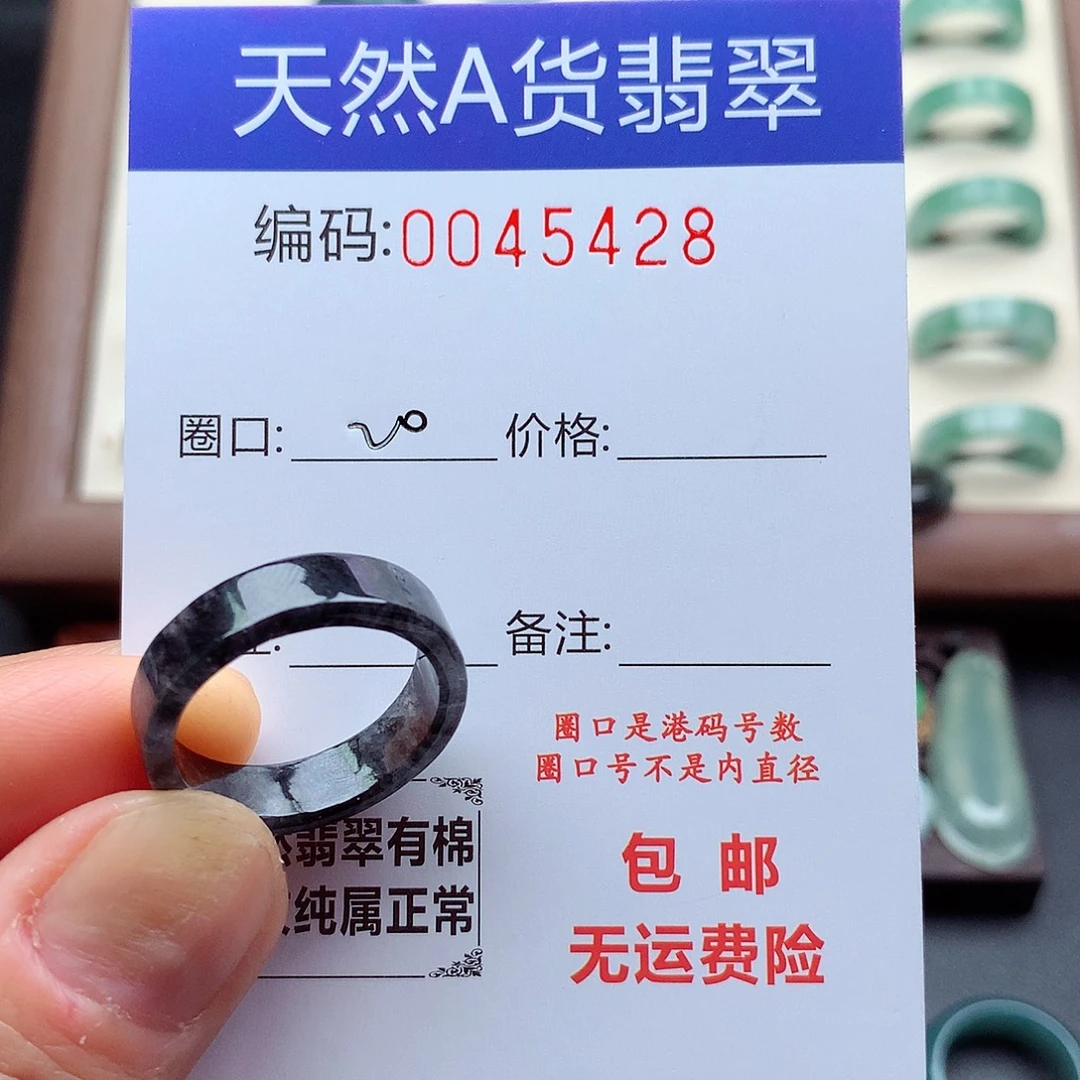 天然A货翡翠
编码:0045428
圈口: 价格:
备注:
圈口是港码号数
圈口号不是内直径
翡翠有棉
纯属正常
包邮
无运费险